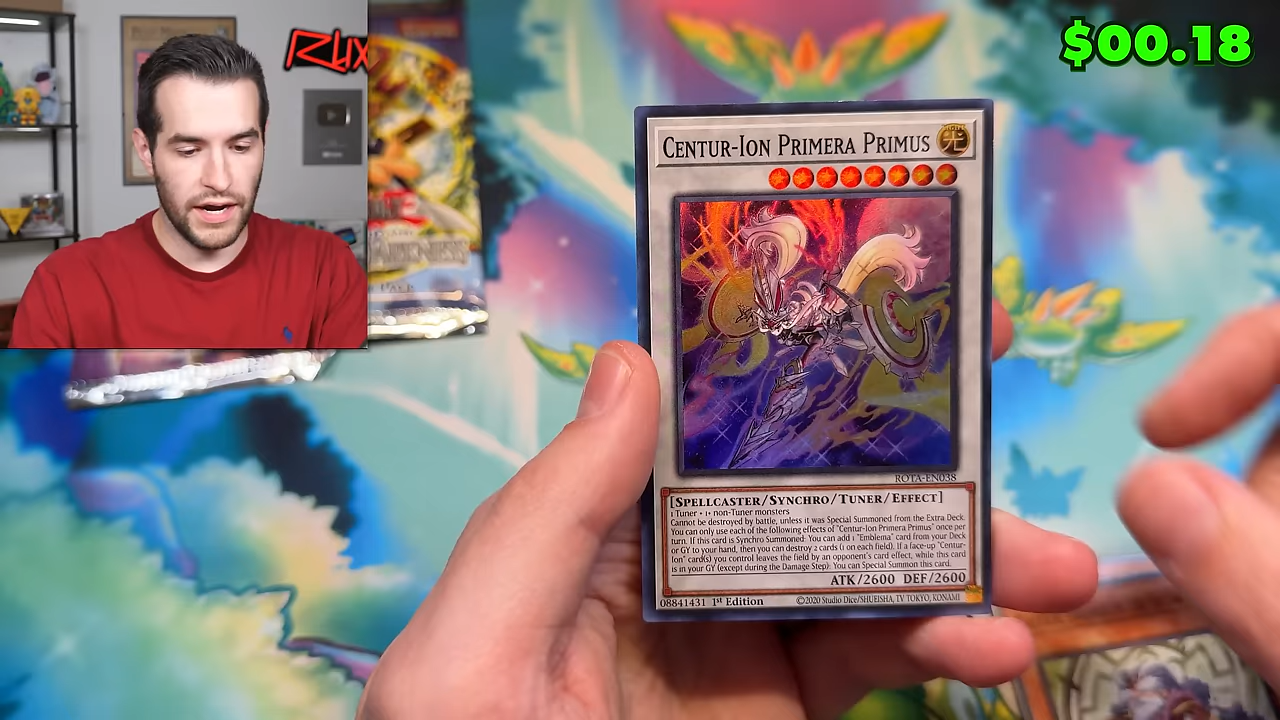 RUX
$00.18
CENTUR-ION PRIMERA PRIMUS
光
ROTA-EN038
[SPELLCASTER/SYNCHRO/TUNER/EFFECT]
1 Tuner + 1+ non-Tuner monsters
Cannot be destroyed by battle, unless it was Special Summoned from the Extra Deck.
You can only use each of the following effects of "Centur-Ion Primera Primus" once per
turn. If this card is Synchro Summoned: You can add 1 "Emblema" card from your Deck
or GY to your hand, then you can destroy 2 cards (1 on each field). If a face-up "Centur-
Ion" card(s) you control leaves the field by an opponent's card effect, while this card
is in your GY (except during the Damage Step): You can Special Summon this card.
ATK/2600 DEF/2600
08841431 1st Edition ©2020 Studio Dice/SHUEISHA, TV TOKYO, KONAMI